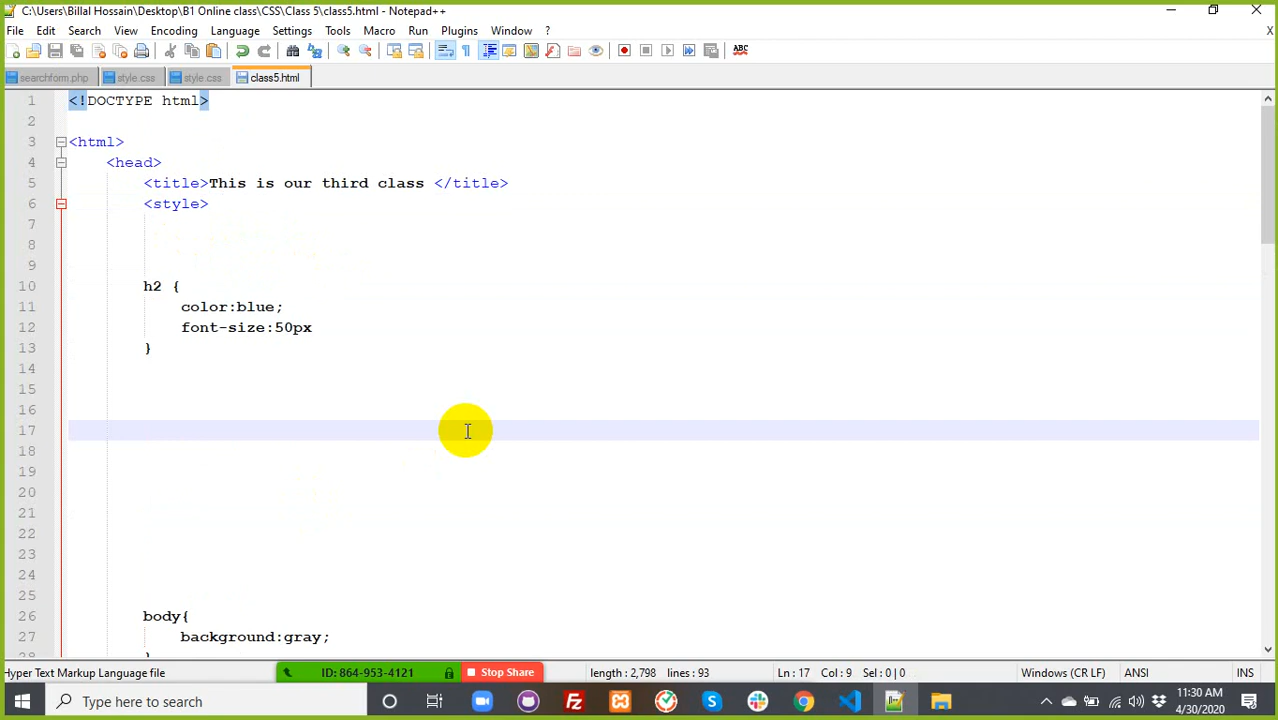 C:\Users\Billal Hossain\Desktop\B1 Online class\CSS\Class 5\class5.html - Notepad++
File Edit Search View Encoding Language Settings Tools Macro Run Plugins Window ? X
ABC
searchform.php style.css style.css class5.html
1 <!DOCTYPE html>
2
3 <html>
4 <head>
5 <title>This is our third class </title>
6 <style>
7
8
9
10 h2 {
11 color:blue;
12 font-size:50px
13 }
14
15
16
17
18
19
20
21
22
23
24
25
26 body{
27 background:gray;
Hyper Text Markup Language file ID: 864-953-4121 Stop Share length : 2,798 lines : 93 Ln : 17 Col : 9 Sel : 0 | 0 Windows (CR LF) ANSI INS
Type here to search 11:30 AM
4/30/2020